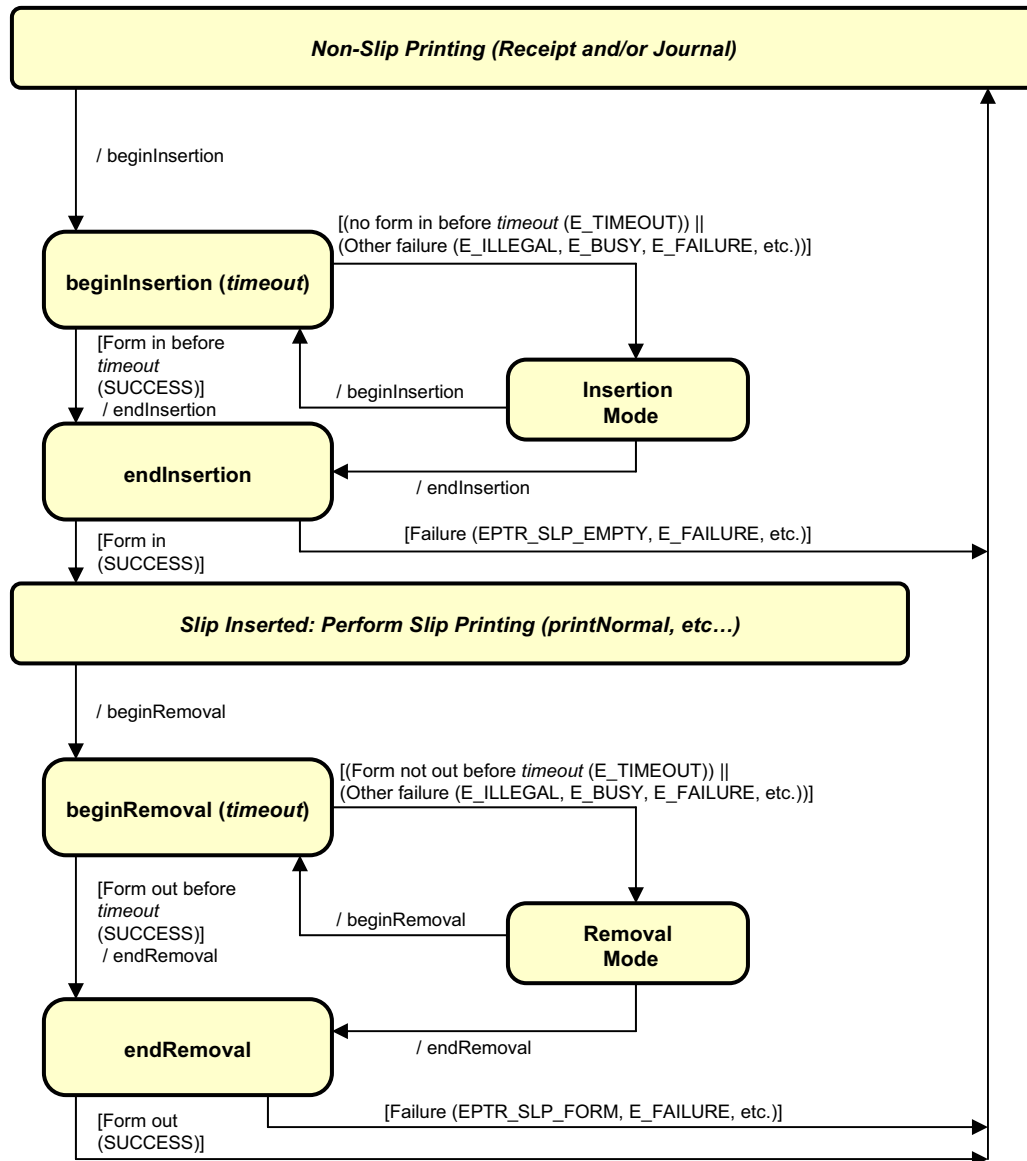 Non-Slip Printing (Receipt and/or Journal)
/ beginInsertion
[(no form in before timeout (E_TIMEOUT)) ||
(Other failure (E_ILLEGAL, E_BUSY, E_FAILURE, etc.))]
beginInsertion (timeout)
[Form in before
timeout
(SUCCESS)]
/ endInsertion
/ beginInsertion
Insertion
Mode
endInsertion
/ endInsertion
[Form in
(SUCCESS)]
[Failure (EPTR_SLP_EMPTY, E_FAILURE, etc.)]
Slip Inserted: Perform Slip Printing (printNormal, etc…)
/ beginRemoval
[(Form not out before timeout (E_TIMEOUT)) ||
(Other failure (E_ILLEGAL, E_BUSY, E_FAILURE, etc.))]
beginRemoval (timeout)
[Form out before
timeout
(SUCCESS)]
/ endRemoval
/ beginRemoval
Removal
Mode
endRemoval
/ endRemoval
[Form out
(SUCCESS)]
[Failure (EPTR_SLP_FORM, E_FAILURE, etc.)]